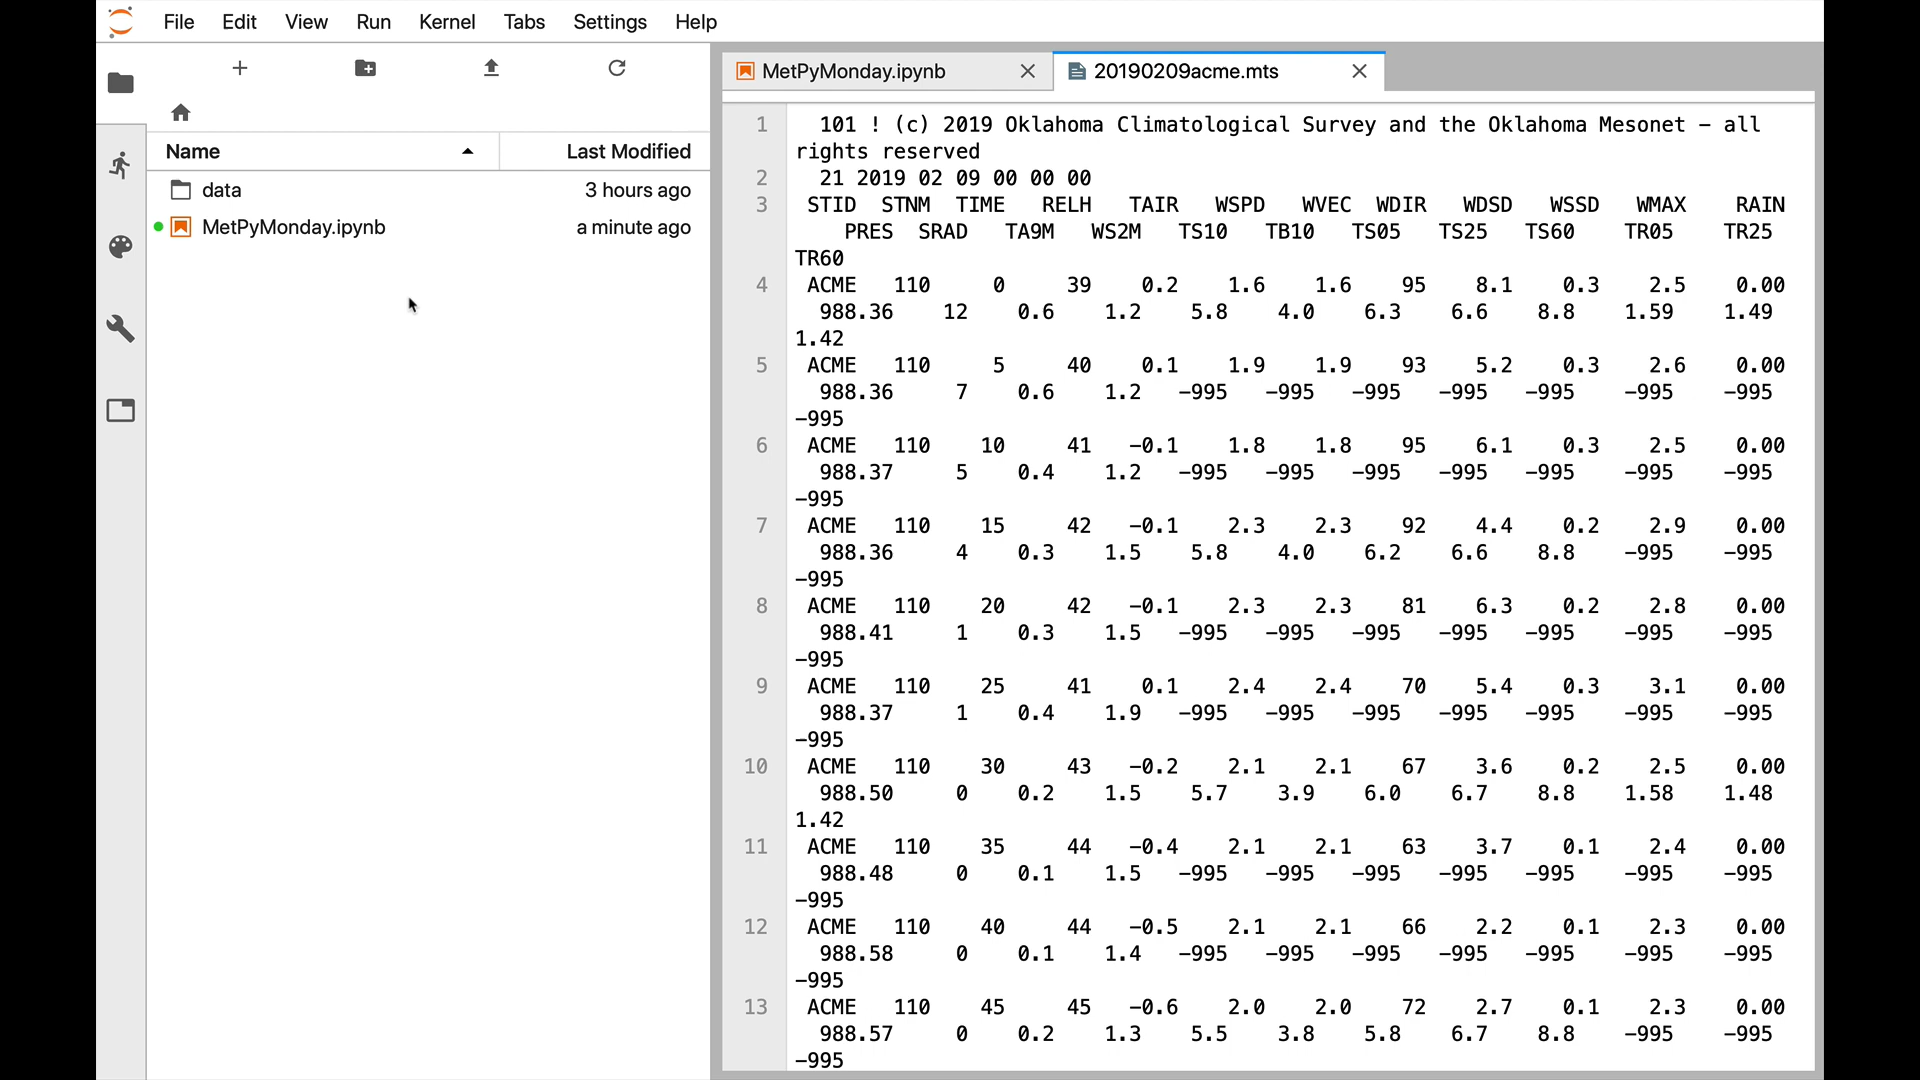 File Edit View Run Kernel Tabs Settings Help
MetPyMonday.ipynb 20190209acme.mts
Name Last Modified
data 3 hours ago
MetPyMonday.ipynb a minute ago
1 101 ! (c) 2019 Oklahoma Climatological Survey and the Oklahoma Mesonet – all
rights reserved
2 21 2019 02 09 00 00 00
3 STID STNM TIME RELH TAIR WSPD WVEC WDIR WDSD WSSD WMAX RAIN
PRES SRAD TA9M WS2M TS10 TB10 TS05 TS25 TS60 TR05 TR25
TR60
4 ACME 110 0 39 0.2 1.6 1.6 95 8.1 0.3 2.5 0.00
988.36 12 0.6 1.2 5.8 4.0 6.3 6.6 8.8 1.59 1.49
1.42
5 ACME 110 5 40 0.1 1.9 1.9 93 5.2 0.3 2.6 0.00
988.36 7 0.6 1.2 -995 -995 -995 -995 -995 -995 -995
-995
6 ACME 110 10 41 -0.1 1.8 1.8 95 6.1 0.3 2.5 0.00
988.37 5 0.4 1.2 -995 -995 -995 -995 -995 -995 -995
-995
7 ACME 110 15 42 -0.1 2.3 2.3 92 4.4 0.2 2.9 0.00
988.36 4 0.3 1.5 5.8 4.0 6.2 6.6 8.8 -995 -995
-995
8 ACME 110 20 42 -0.1 2.3 2.3 81 6.3 0.2 2.8 0.00
988.41 1 0.3 1.5 -995 -995 -995 -995 -995 -995 -995
-995
9 ACME 110 25 41 0.1 2.4 2.4 70 5.4 0.3 3.1 0.00
988.37 1 0.4 1.9 -995 -995 -995 -995 -995 -995 -995
-995
10 ACME 110 30 43 -0.2 2.1 2.1 67 3.6 0.2 2.5 0.00
988.50 0 0.2 1.5 5.7 3.9 6.0 6.7 8.8 1.58 1.48
1.42
11 ACME 110 35 44 -0.4 2.1 2.1 63 3.7 0.1 2.4 0.00
988.48 0 0.1 1.5 -995 -995 -995 -995 -995 -995 -995
-995
12 ACME 110 40 44 -0.5 2.1 2.1 66 2.2 0.1 2.3 0.00
988.58 0 0.1 1.4 -995 -995 -995 -995 -995 -995 -995
-995
13 ACME 110 45 45 -0.6 2.0 2.0 72 2.7 0.1 2.3 0.00
988.57 0 0.2 1.3 5.5 3.8 5.8 6.7 8.8 -995 -995
-995